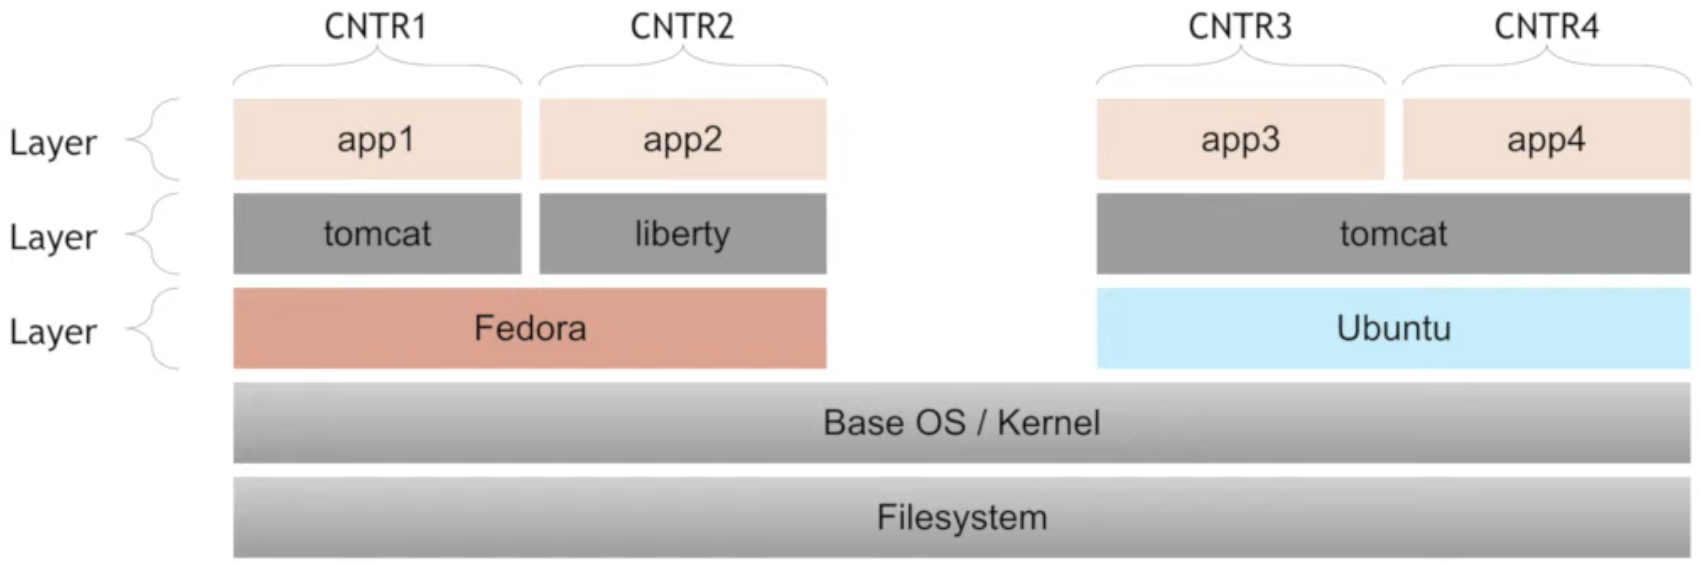 CNTR1 CNTR2 CNTR3 CNTR4
Layer app1 app2 app3 app4
Layer tomcat liberty tomcat
Layer Fedora Ubuntu
Base OS / Kernel
Filesystem